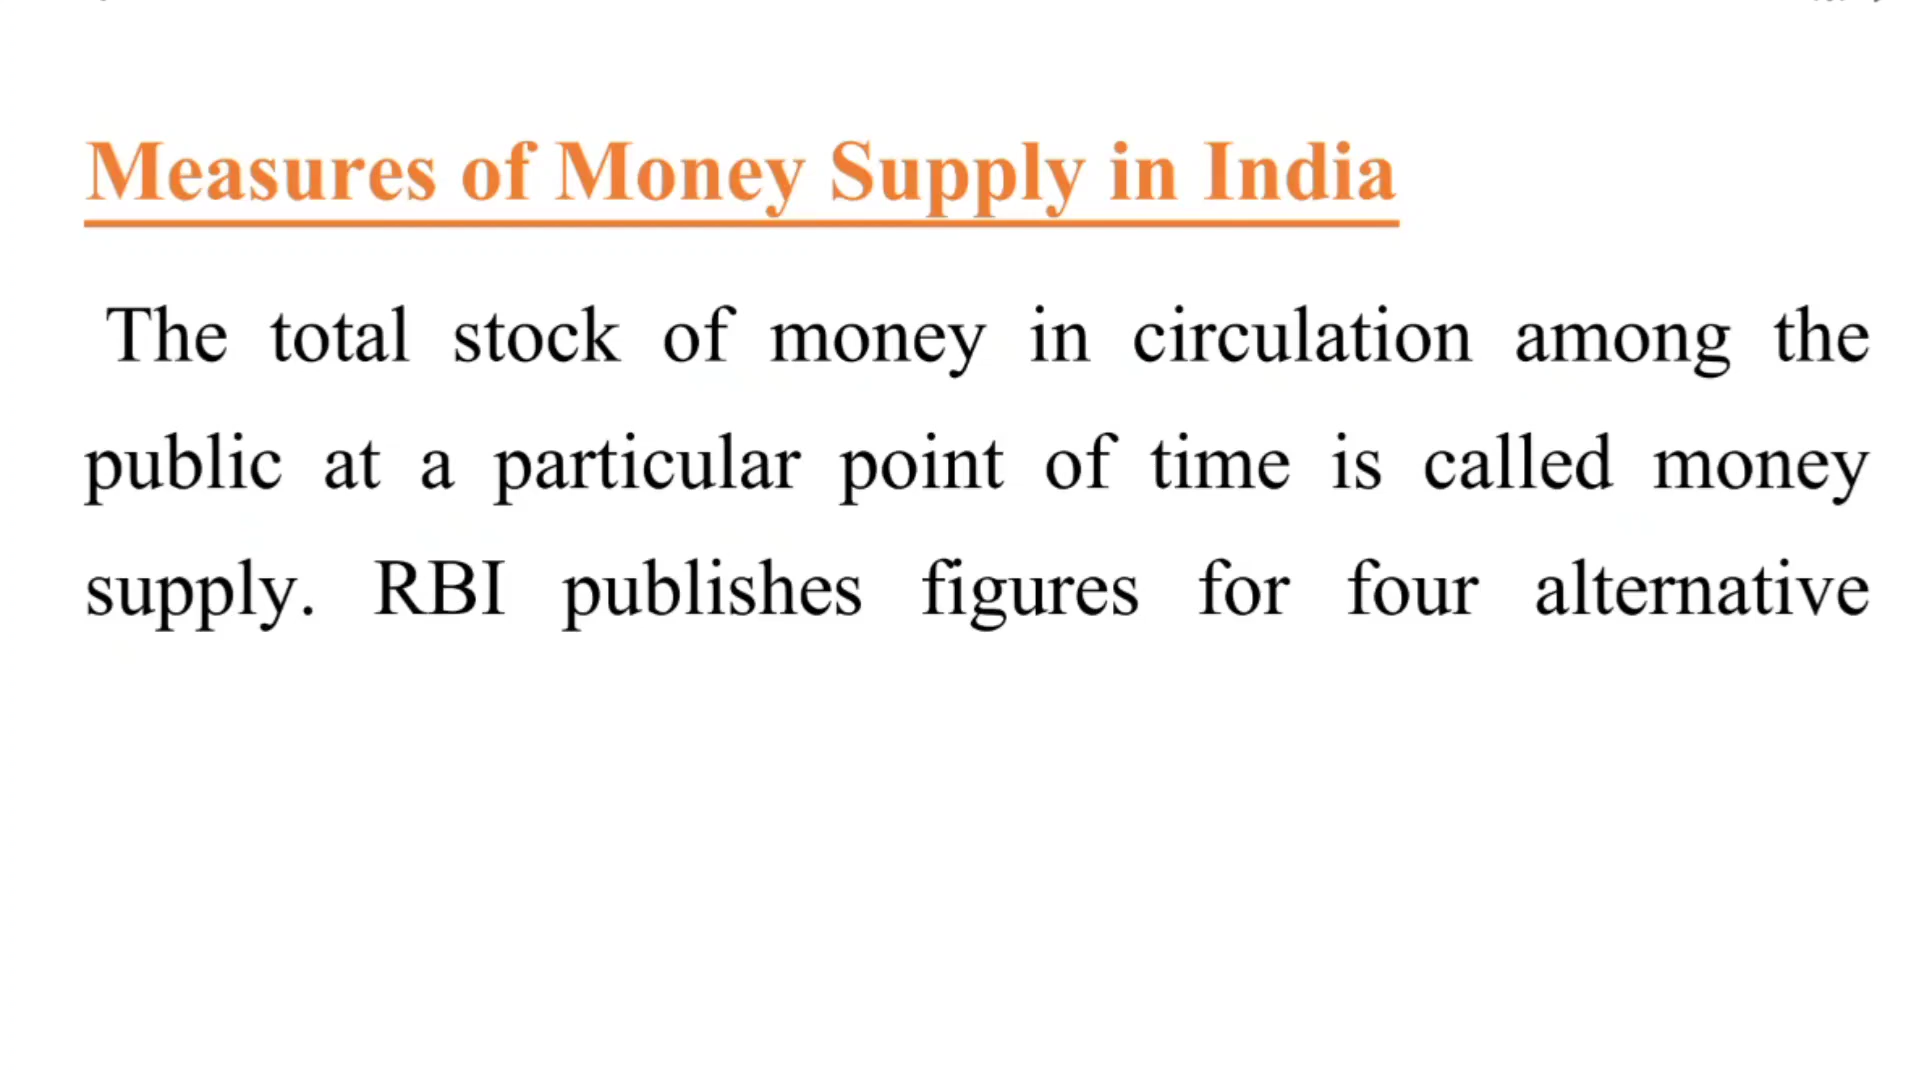 Measures of Money Supply in India
The total stock of money in circulation among the
public at a particular point of time is called money
supply. RBI publishes figures for four alternative